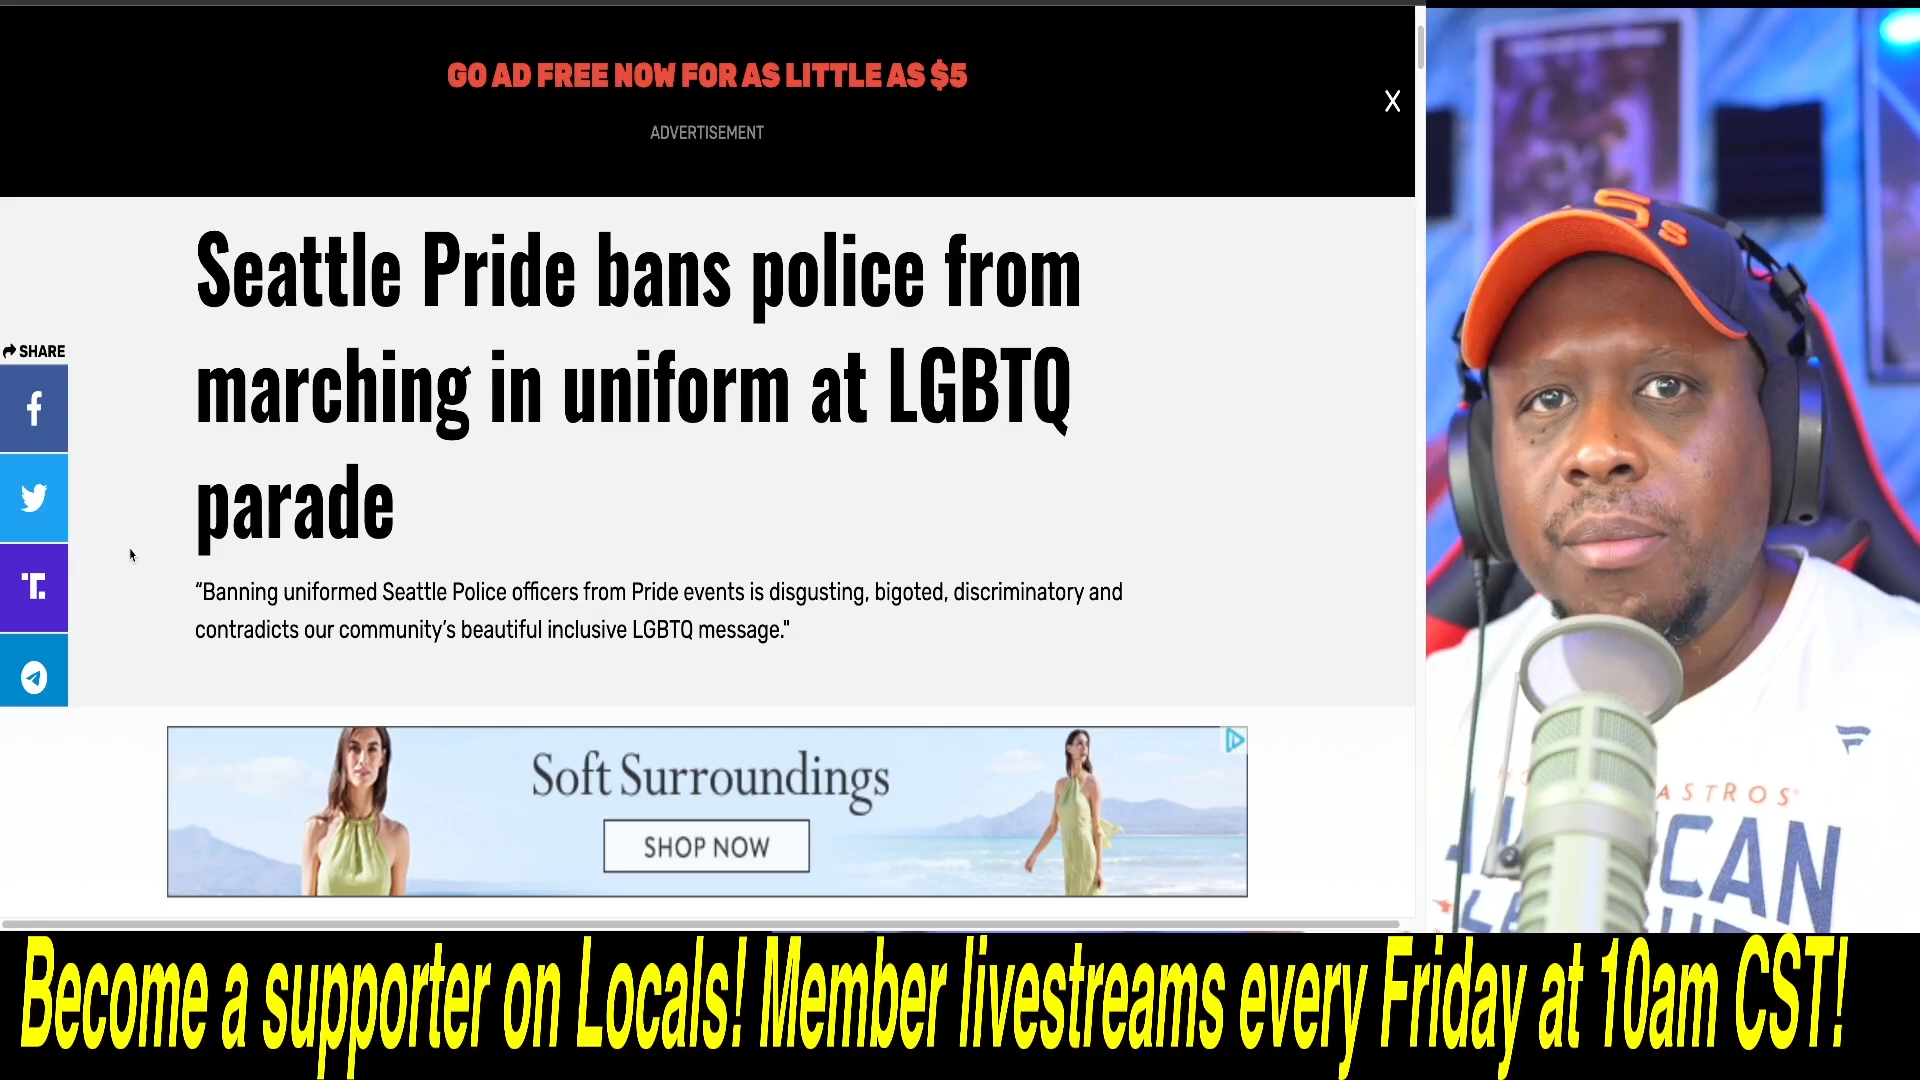 GO AD FREE NOW FOR AS LITTLE AS $5
ADVERTISEMENT
X
Seattle Pride bans police from
marching in uniform at LGBTQ
parade
SHARE
“Banning uniformed Seattle Police officers from Pride events is disgusting, bigoted, discriminatory and
contradicts our community’s beautiful inclusive LGBTQ message."
Soft Surroundings
SHOP NOW
ASTROS
Become a supporter on Locals! Member livestreams every Friday at 10am CST!